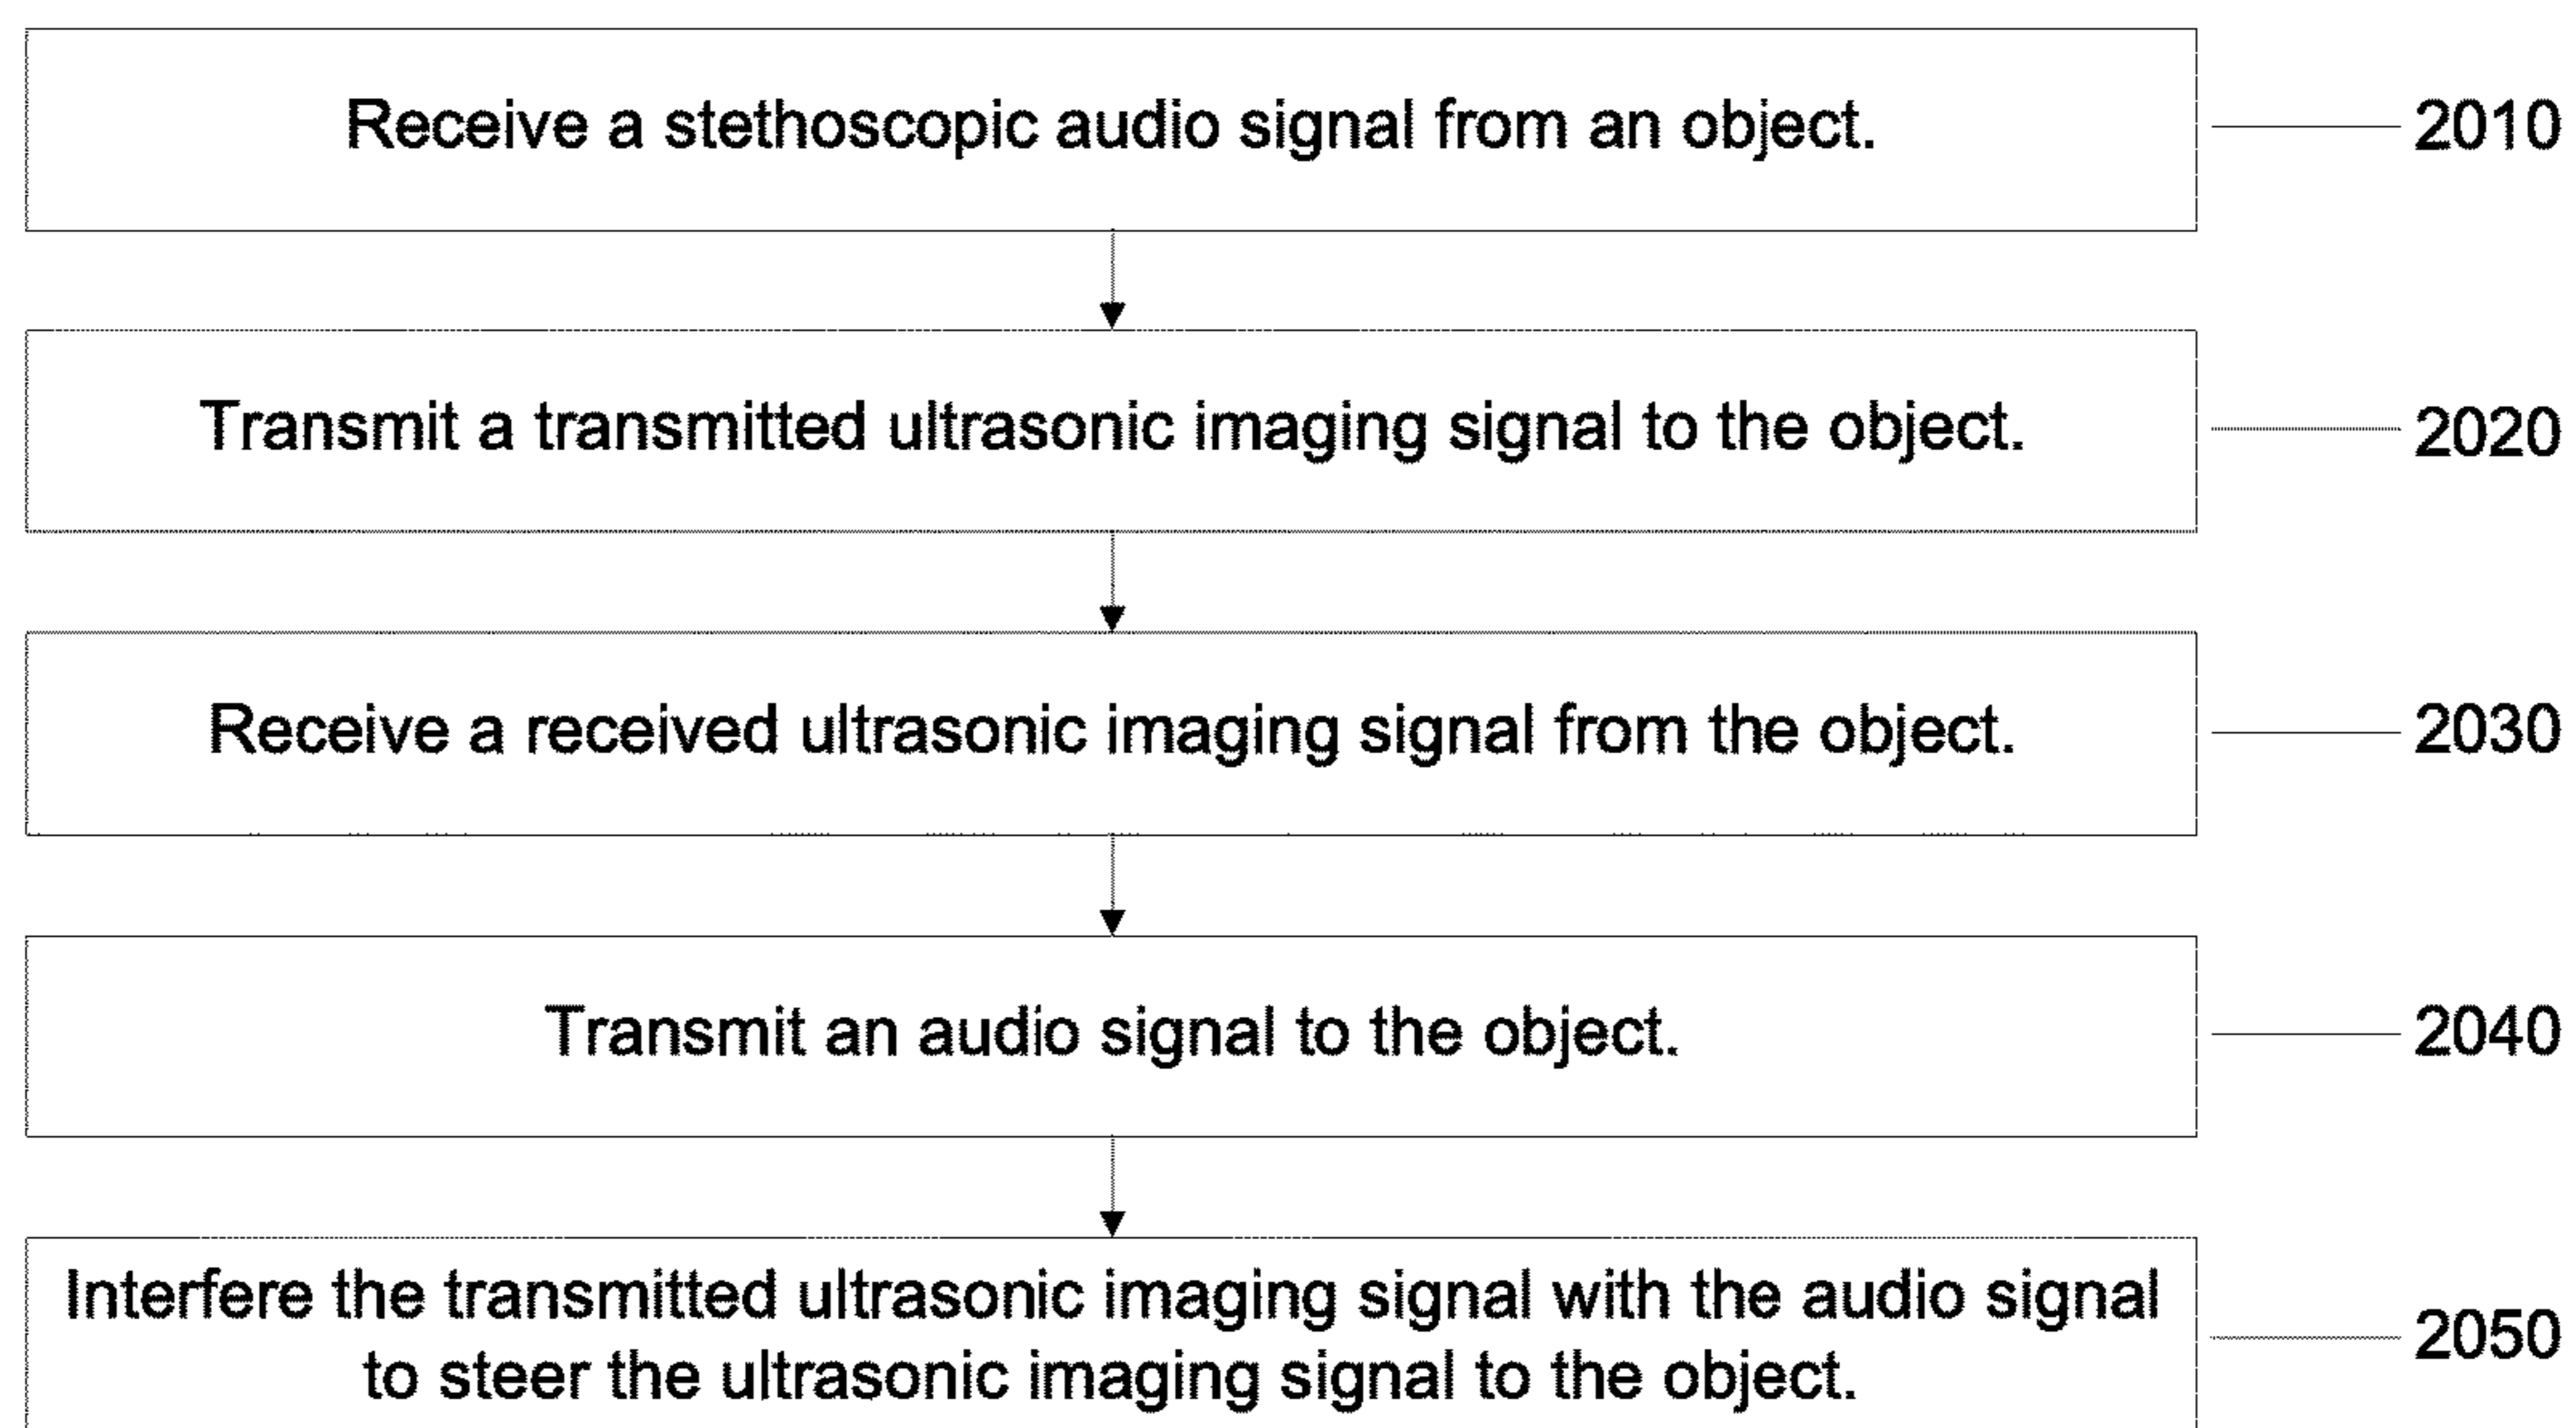 Receive a stethoscopic audio signal from an object.
2010
Transmit a transmitted ultrasonic imaging signal to the object.
2020
Receive a received ultrasonic imaging signal from the object.
2030
Transmit an audio signal to the object.
2040
Interfere the transmitted ultrasonic imaging signal with the audio signal
to steer the ultrasonic imaging signal to the object.
2050